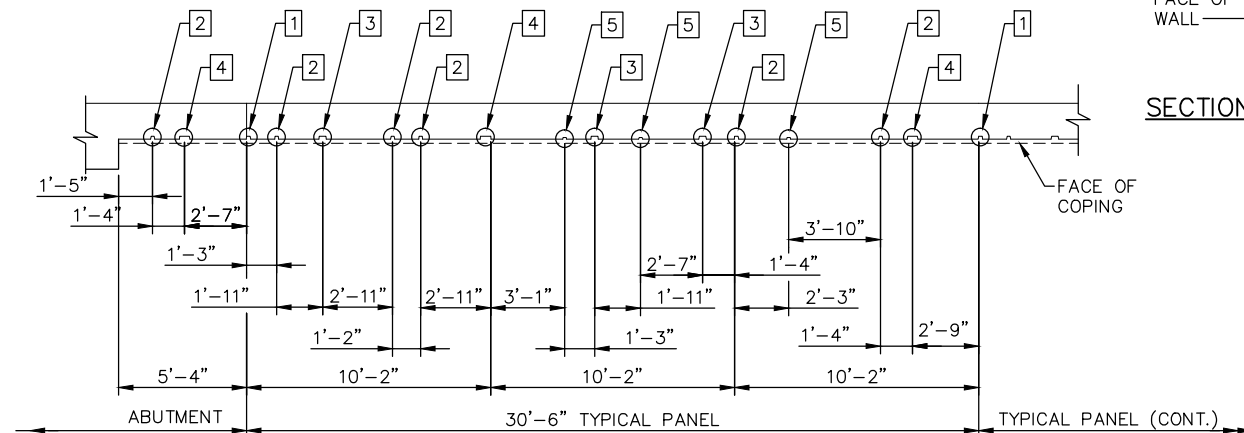 FACE OF
WALL
2 1 3 2 4 5 5 3 5 2 1
4 2 2 3 2 4
SECTION
FACE OF
COPING
1'-5"
1'-4" 2'-7"
3'-10"
1'-3"
2'-7" 1'-4"
1'-11" 2'-11" 2'-11" 3'-1" 1'-11" 2'-3"
1'-2" 1'-3" 1'-4" 2'-9"
5'-4" 10'-2" 10'-2" 10'-2"
ABUTMENT 30'-6" TYPICAL PANEL TYPICAL PANEL (CONT.)